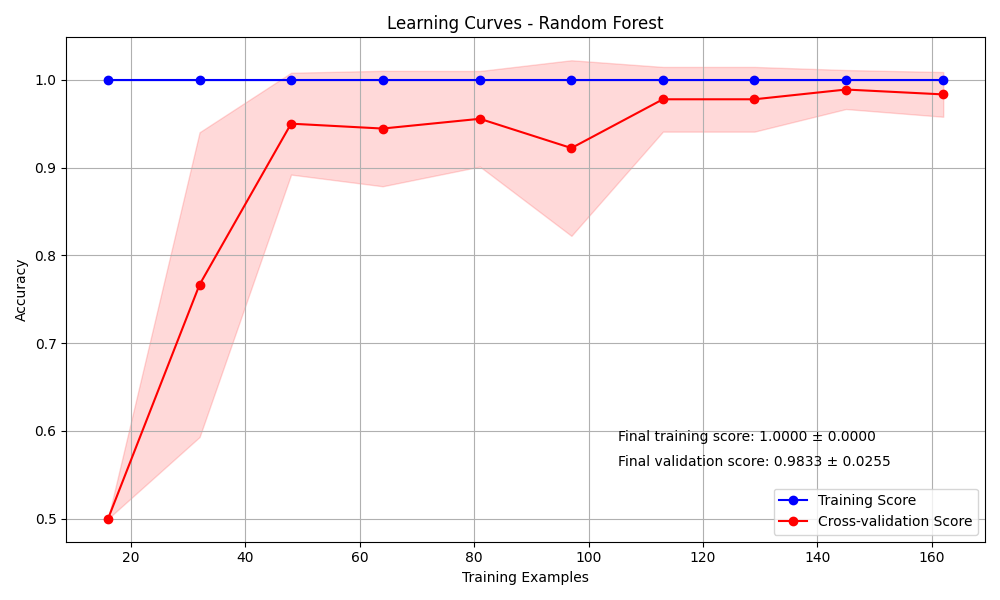 Learning Curves - Random Forest
1.0
0.9
0.8
0.7
0.6
0.5
Accuracy
Final training score: 1.0000 ± 0.0000
Final validation score: 0.9833 ± 0.0255
Training Score
Cross-validation Score
20 40 60 80 100 120 140 160
Training Examples